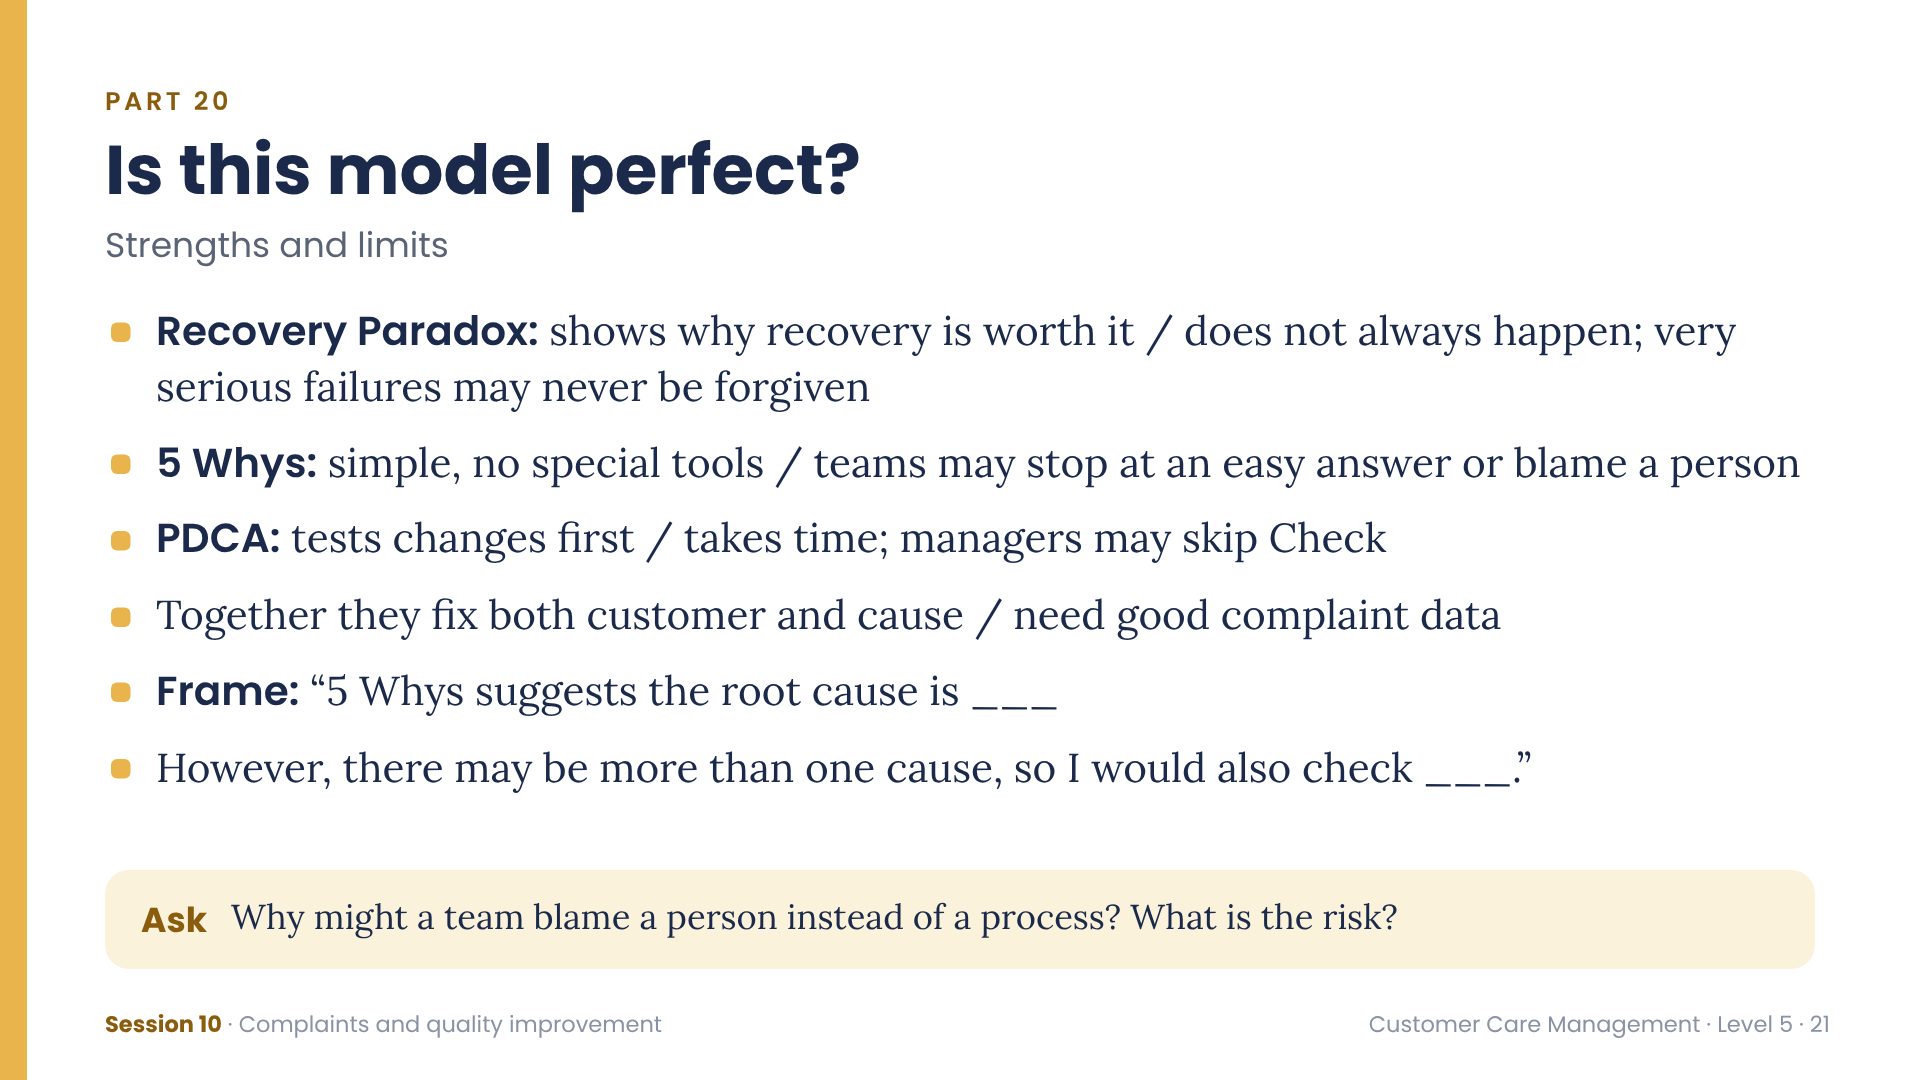 PART 20
Is this model perfect?
Strengths and limits
Recovery Paradox: shows why recovery is worth it / does not always happen; very
serious failures may never be forgiven
5 Whys: simple, no special tools / teams may stop at an easy answer or blame a person
PDCA: tests changes first / takes time; managers may skip Check
Together they fix both customer and cause / need good complaint data
Frame: “5 Whys suggests the root cause is ___
However, there may be more than one cause, so I would also check ___.”
Ask Why might a team blame a person instead of a process? What is the risk?
Session 10 · Complaints and quality improvement
Customer Care Management · Level 5 · 21